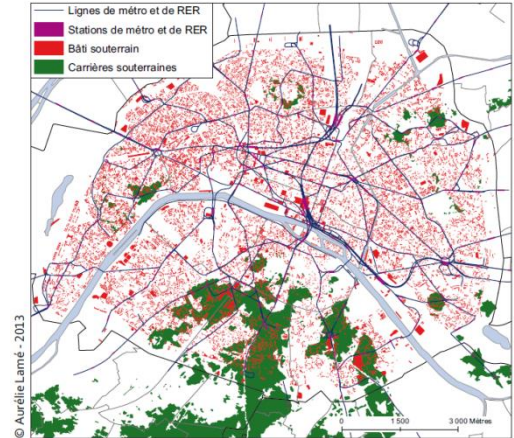 Lignes de métro et de RER
Stations de métro et de RER
Bâti souterrain
Carrières souterraines
© Aurélie Lamé - 2013
0 1 500 3 000 Mètres